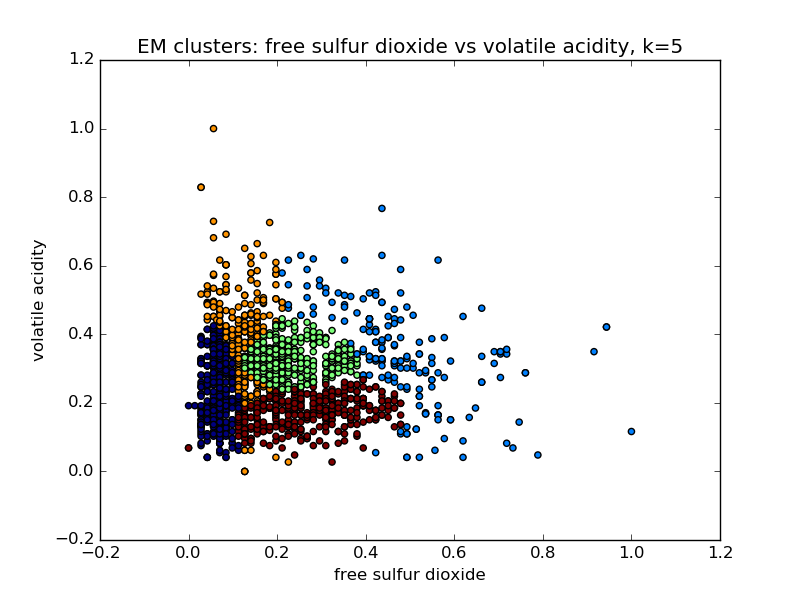 EM clusters: free sulfur dioxide vs volatile acidity, k=5
1.2
1.0
0.8
0.6
0.4
0.2
0.0
−0.2
volatile acidity
−0.2 0.0 0.2 0.4 0.6 0.8 1.0 1.2
free sulfur dioxide